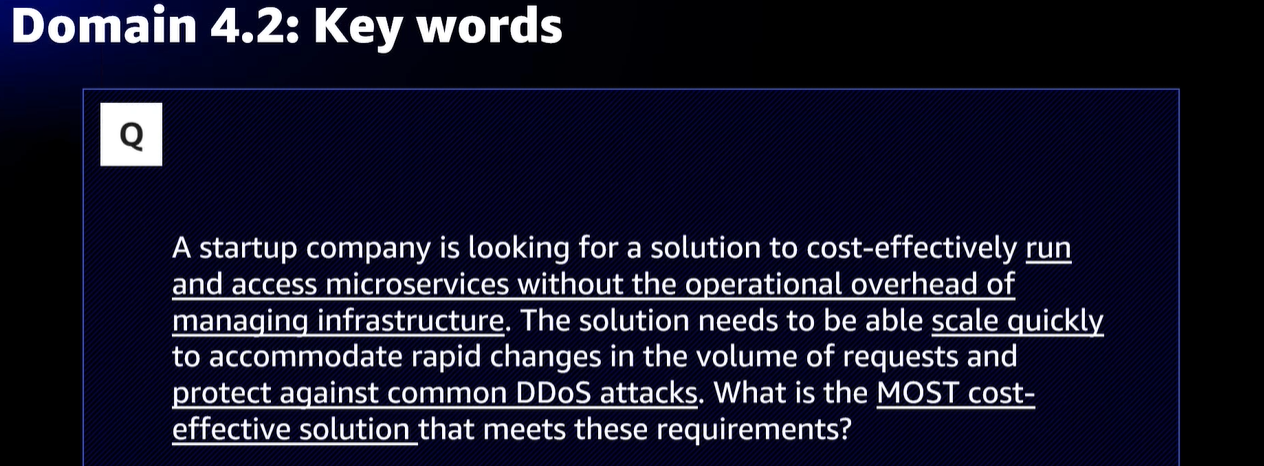 Domain 4.2: Key words
Q
A startup company is looking for a solution to cost-effectively run
and access microservices without the operational overhead of
managing infrastructure. The solution needs to be able scale quickly
to accommodate rapid changes in the volume of requests and
protect against common DDoS attacks. What is the MOST cost-
effective solution that meets these requirements?